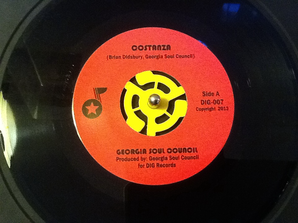 COSTANZA
(Brian Didsbury, Georgia Soul Council)
Side A
DIG-007
Copyright 2013
GEORGIA SOUL COUNCIL
Produced by: Georgia Soul Council
for DIG Records